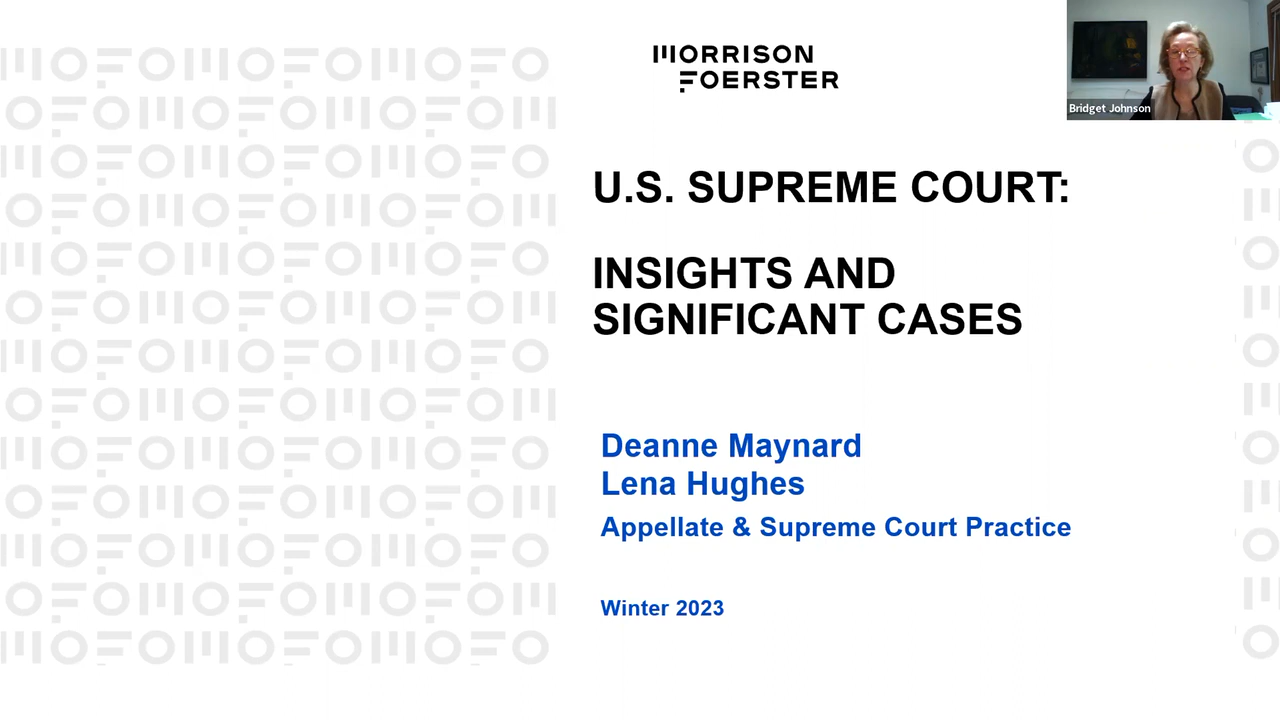 MORRISON
FOERSTER
Bridget Johnson
U.S. SUPREME COURT:
INSIGHTS AND
SIGNIFICANT CASES
Deanne Maynard
Lena Hughes
Appellate & Supreme Court Practice
Winter 2023